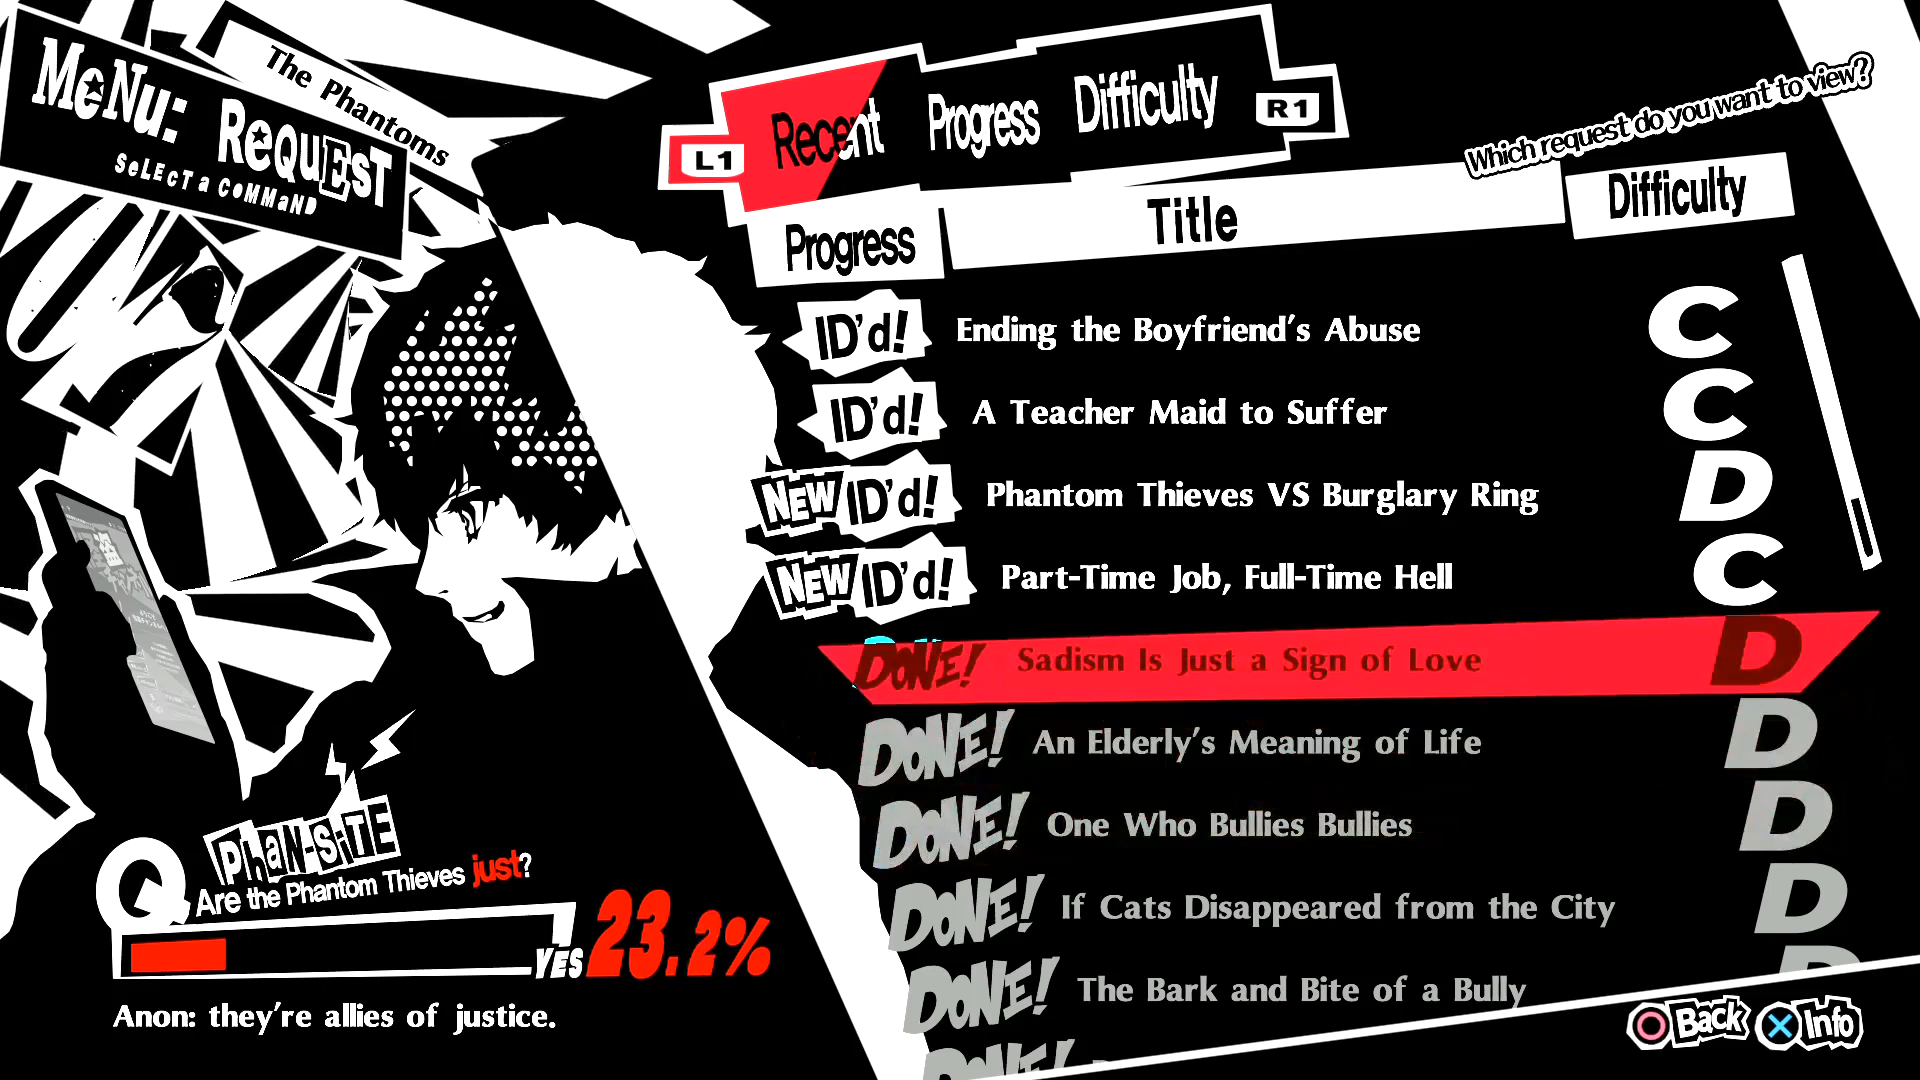 The Phantoms
MeNu: ReQuEsT
SeLEcT a CoMMaND
L1 Recent Progress Difficulty R1
Which request do you want to view?
Progress Title Difficulty
ID'd! Ending the Boyfriend's Abuse C
ID'd! A Teacher Maid to Suffer C
NEW ID'd! Phantom Thieves VS Burglary Ring D
NEW ID'd! Part-Time Job, Full-Time Hell C
DONE! Sadism Is Just a Sign of Love D
DONE! An Elderly's Meaning of Life D
DONE! One Who Bullies Bullies D
DONE! If Cats Disappeared from the City D
DONE! The Bark and Bite of a Bully D
DONE!
PhaN-SiTE
Q Are the Phantom Thieves just?
YES 23.2%
Anon: they're allies of justice.
Back Info